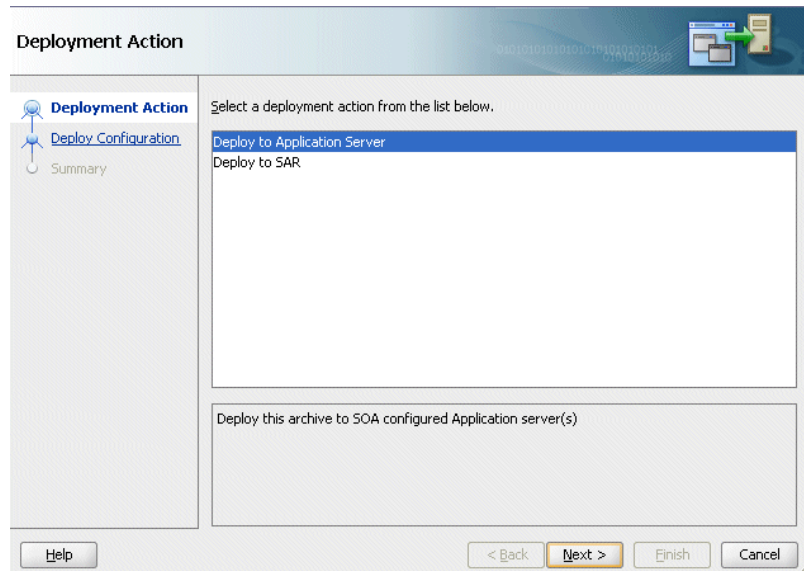 Deployment Action
Deployment Action
Deploy Configuration
Summary
Select a deployment action from the list below.
Deploy to Application Server
Deploy to SAR
Deploy this archive to SOA configured Application server(s)
Help
< Back
Next >
Finish
Cancel